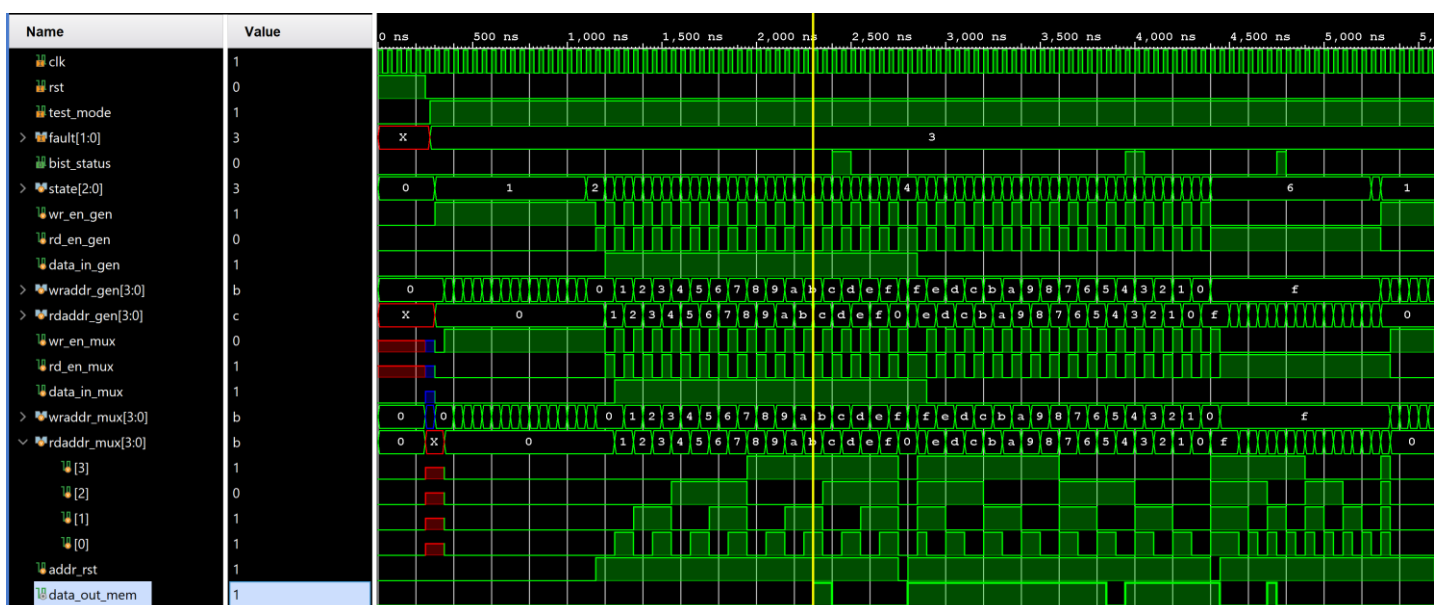 Name Value
0 ns 500 ns 1,000 ns 1,500 ns 2,000 ns 2,500 ns 3,000 ns 3,500 ns 4,000 ns 4,500 ns 5,000 ns 5,
clk 1
rst 0
test_mode 1
fault[1:0] 3 X 3
bist_status 0
state[2:0] 3 0 1 2 4 6 1
wr_en_gen 1
rd_en_gen 0
data_in_gen 1
wraddr_gen[3:0] b 0 0 1 2 3 4 5 6 7 8 9 a b c d e f f e d c b a 9 8 7 6 5 4 3 2 1 0 f
rdaddr_gen[3:0] c X 0 1 2 3 4 5 6 7 8 9 a b c d e f 0 e d c b a 9 8 7 6 5 4 3 2 1 0 f 0
wr_en_mux 0
rd_en_mux 1
data_in_mux 1
wraddr_mux[3:0] b 0 0 0 1 2 3 4 5 6 7 8 9 a b c d e f f e d c b a 9 8 7 6 5 4 3 2 1 0 f
rdaddr_mux[3:0] b 0 X 0 1 2 3 4 5 6 7 8 9 a b c d e f 0 e d c b a 9 8 7 6 5 4 3 2 1 0 f 0
[3] 1
[2] 0
[1] 1
[0] 1
addr_rst 1
data_out_mem 1